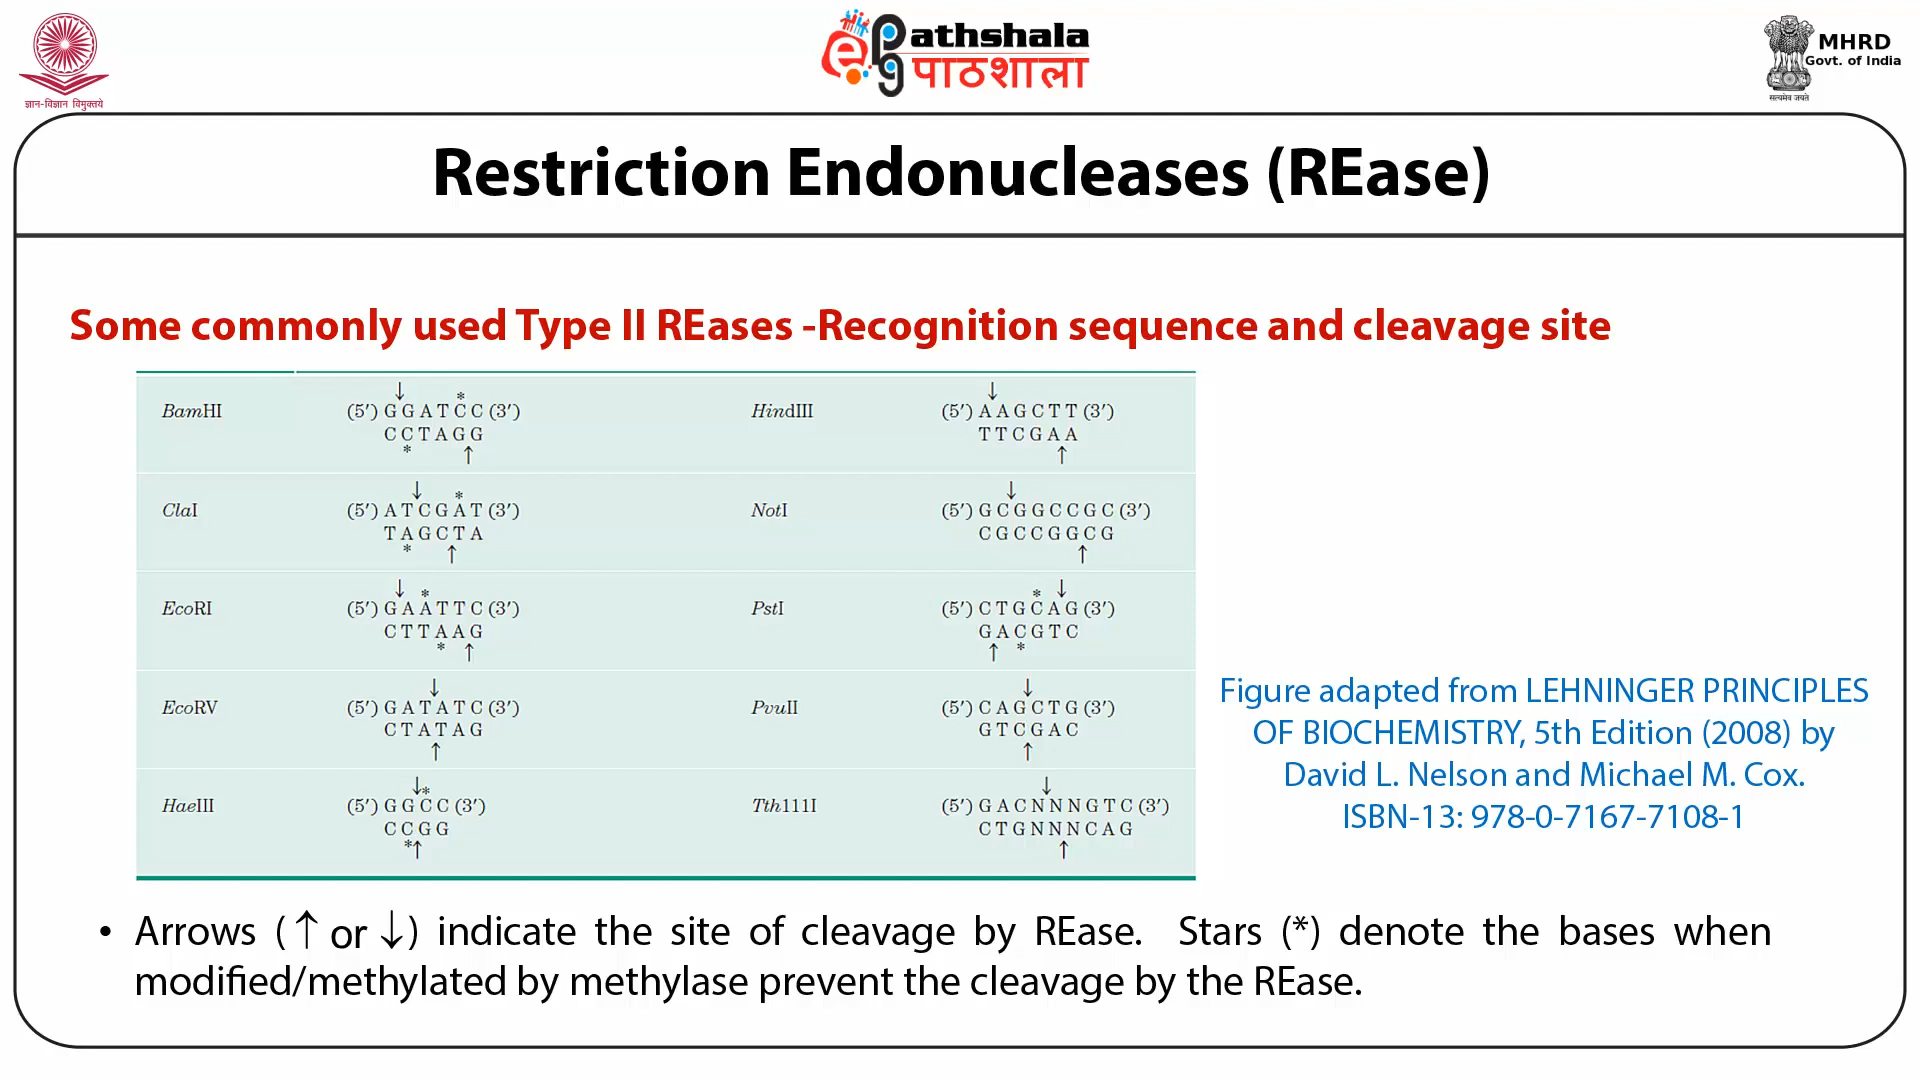 ज्ञान-विज्ञान विमुक्तये
ePathshala
पाठशाला
MHRD
Govt. of India
सत्यमेव जयते
Restriction Endonucleases (REase)
Some commonly used Type II REases -Recognition sequence and cleavage site
↓ *
BamHI (5′) G G A T C C (3′)
C C T A G G
* ↑
↓
HindIII (5′) A A G C T T (3′)
T T C G A A
↑
↓ *
ClaI (5′) A T C G A T (3′)
T A G C T A
* ↑
↓
NotI (5′) G C G G C C G C (3′)
C G C C G G C G
↑
↓ *
EcoRI (5′) G A A T T C (3′)
C T T A A G
* ↑
* ↓
PstI (5′) C T G C A G (3′)
G A C G T C
↑ *
↓
EcoRV (5′) G A T A T C (3′)
C T A T A G
↑
↓
PvuII (5′) C A G C T G (3′)
G T C G A C
↑
↓*
HaeIII (5′) G G C C (3′)
C C G G
*↑
↓
Tth111I (5′) G A C N N N G T C (3′)
C T G N N N C A G
↑
Figure adapted from LEHNINGER PRINCIPLES
OF BIOCHEMISTRY, 5th Edition (2008) by
David L. Nelson and Michael M. Cox.
ISBN-13: 978-0-7167-7108-1
• Arrows (↑ or ↓) indicate the site of cleavage by REase. Stars (*) denote the bases when
modified/methylated by methylase prevent the cleavage by the REase.